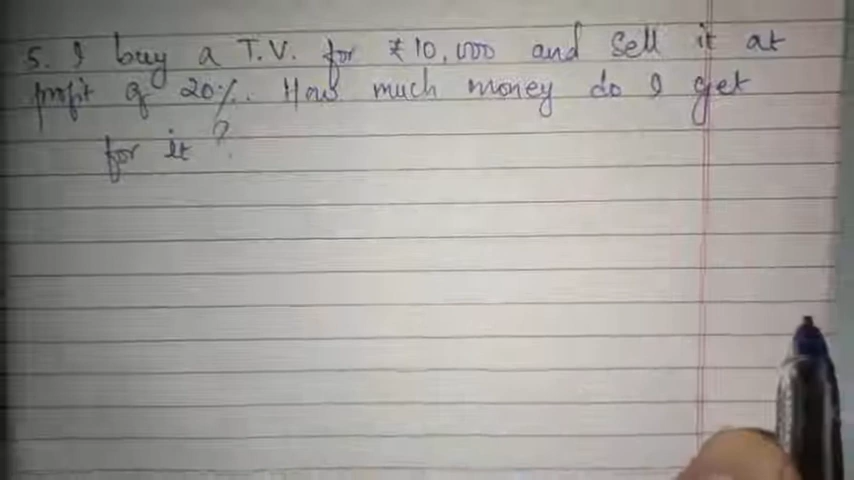 5. I buy a T.V. for ₹10,000 and sell it at
profit of 20%. How much money do I get
for it?